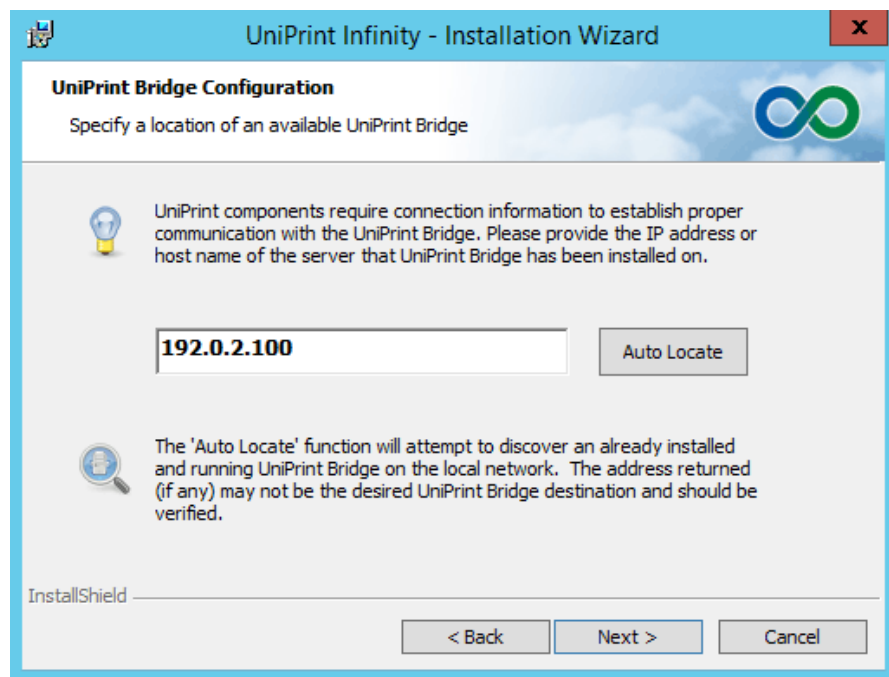 UniPrint Infinity - Installation Wizard
x
UniPrint Bridge Configuration
Specify a location of an available UniPrint Bridge
UniPrint components require connection information to establish proper
communication with the UniPrint Bridge. Please provide the IP address or
host name of the server that UniPrint Bridge has been installed on.
192.0.2.100
Auto Locate
The 'Auto Locate' function will attempt to discover an already installed
and running UniPrint Bridge on the local network.  The address returned
(if any) may not be the desired UniPrint Bridge destination and should be
verified.
InstallShield
< Back
Next >
Cancel